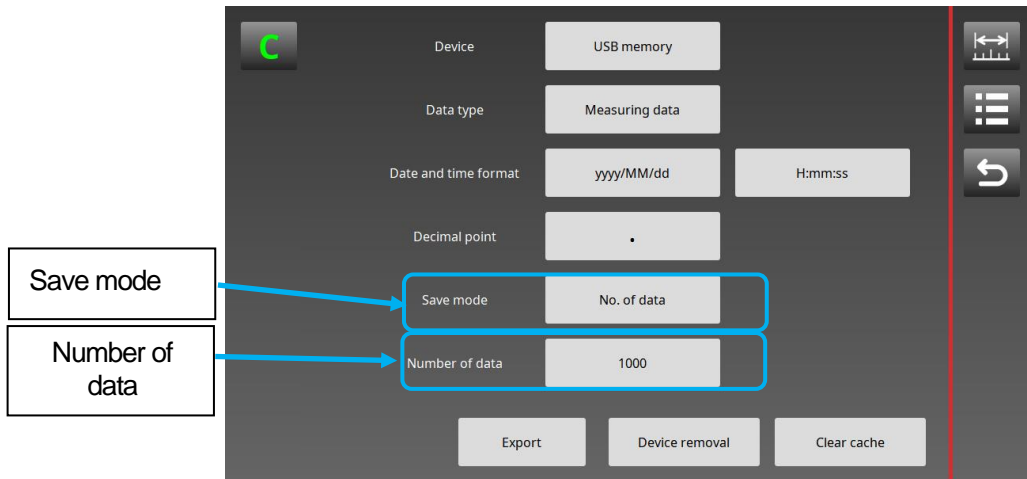 C
Device
USB memory
Data type
Measuring data
Date and time format
yyyy/MM/dd
H:mm:ss
Decimal point
.
Save mode
Save mode
No. of data
Number of
data
Number of data
1000
Export
Device removal
Clear cache